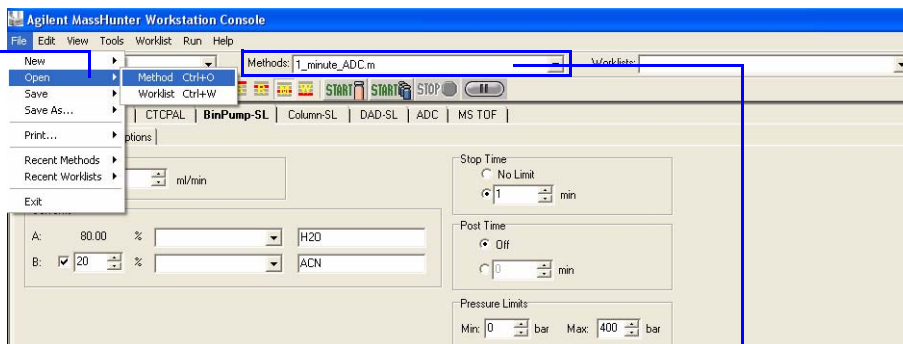 Agilent MassHunter Workstation Console
File Edit View Tools Worklist Run Help
New
Open
Save
Save As...
Print...
Recent Methods
Recent Worklists
Exit
Method Ctrl+O
Worklist Ctrl+W
Methods: 1_minute_ADC.m
Worklists:
START START STOP
CTCPAL BinPump-SL Column-SL DAD-SL ADC MS TOF
ptions
ml/min
A: 80.00 % H2O
B: 20 % ACN
Stop Time
No Limit
1 min
Post Time
Off
0 min
Pressure Limits
Min: 0 bar Max: 400 bar